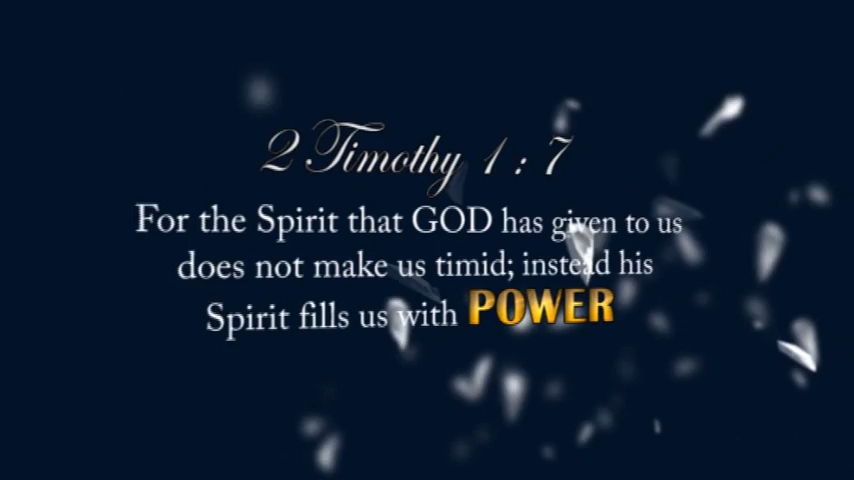 2 Timothy 1 : 7
For the Spirit that GOD has given to us
does not make us timid; instead his
Spirit fills us with POWER